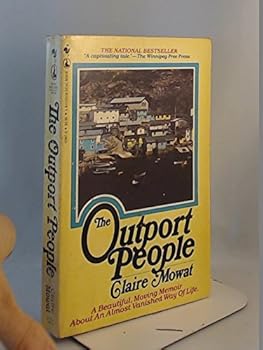 THE NATIONAL BESTSELLER
"A captivating tale."—The Winnipeg Free Press
The
Outport
People
Claire Mowat
A Beautiful, Moving Memoir
About An Almost Vanished Way Of Life.
The Outport People
Mowat